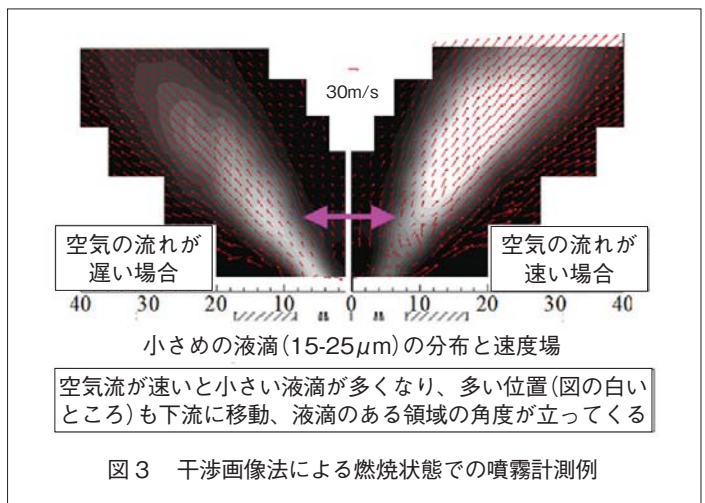 30m/s
空気の流れが
遅い場合
空気の流れが
速い場合
40 30 20 10 0 10 20 30 40
小さめの液滴(15-25μm)の分布と速度場
空気流が速いと小さい液滴が多くなり、多い位置(図の白い
ところ)も下流に移動、液滴のある領域の角度が立ってくる
図3 干渉画像法による燃焼状態での噴霧計測例